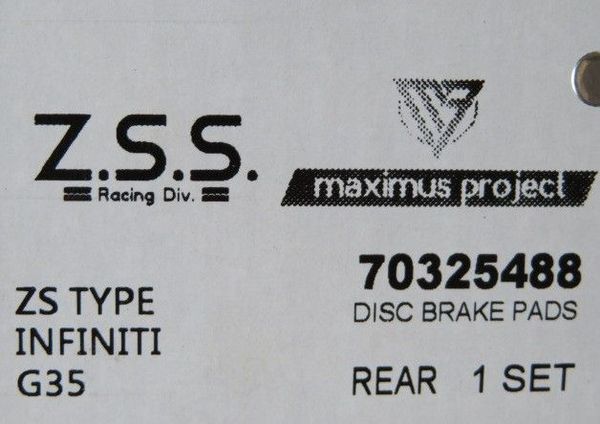 Z.S.S.
Racing Div.
maximus project
70325488
DISC BRAKE PADS
ZS TYPE
INFINITI
G35
REAR 1 SET